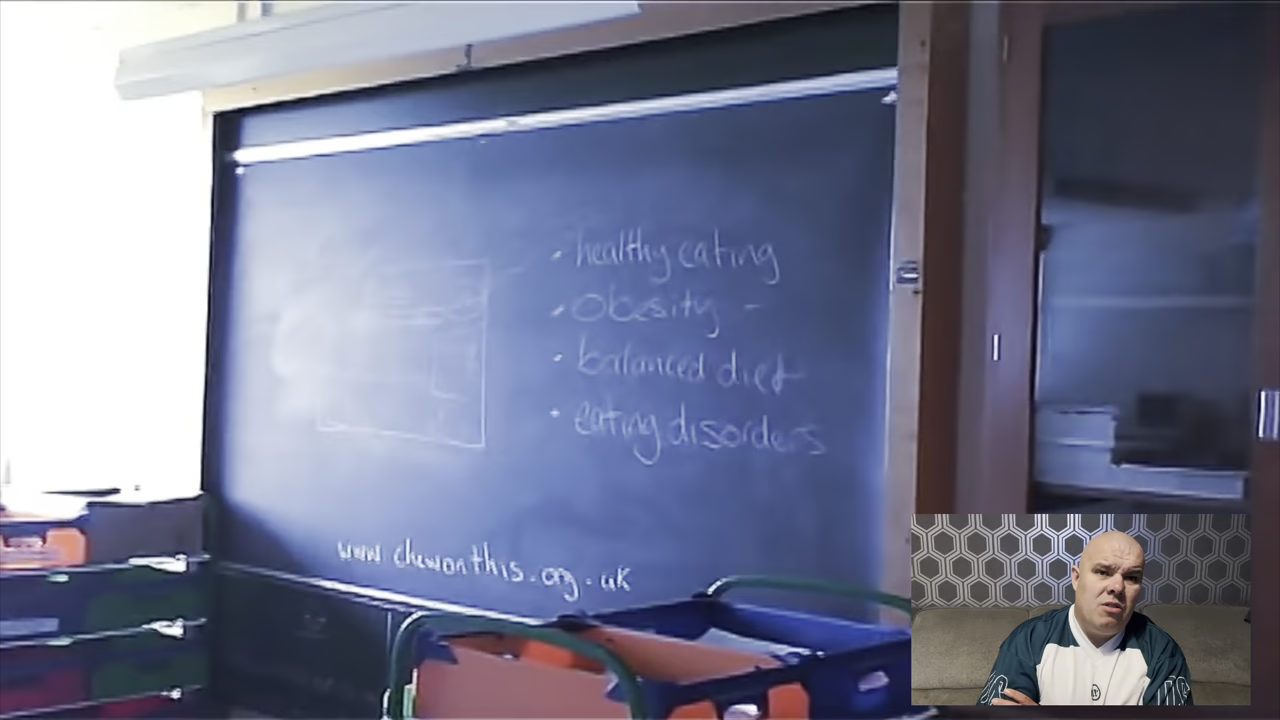 • healthy eating
• Obesity -
• balanced diet
• eating disorders
www.chewonthis.org.uk